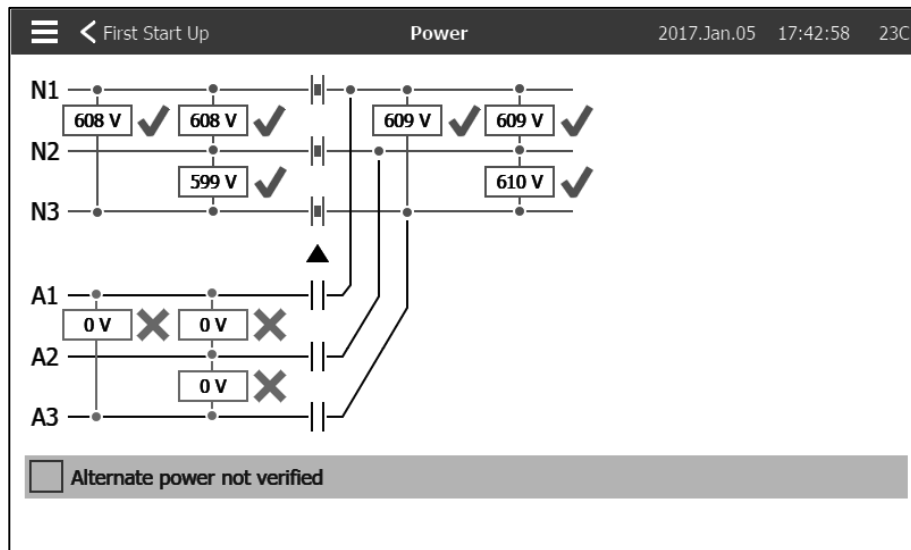 First Start Up Power 2017.Jan.05 17:42:58 23C
N1
608 V 608 V 609 V 609 V
N2
599 V 610 V
N3
A1
0 V 0 V
A2
0 V
A3
Alternate power not verified